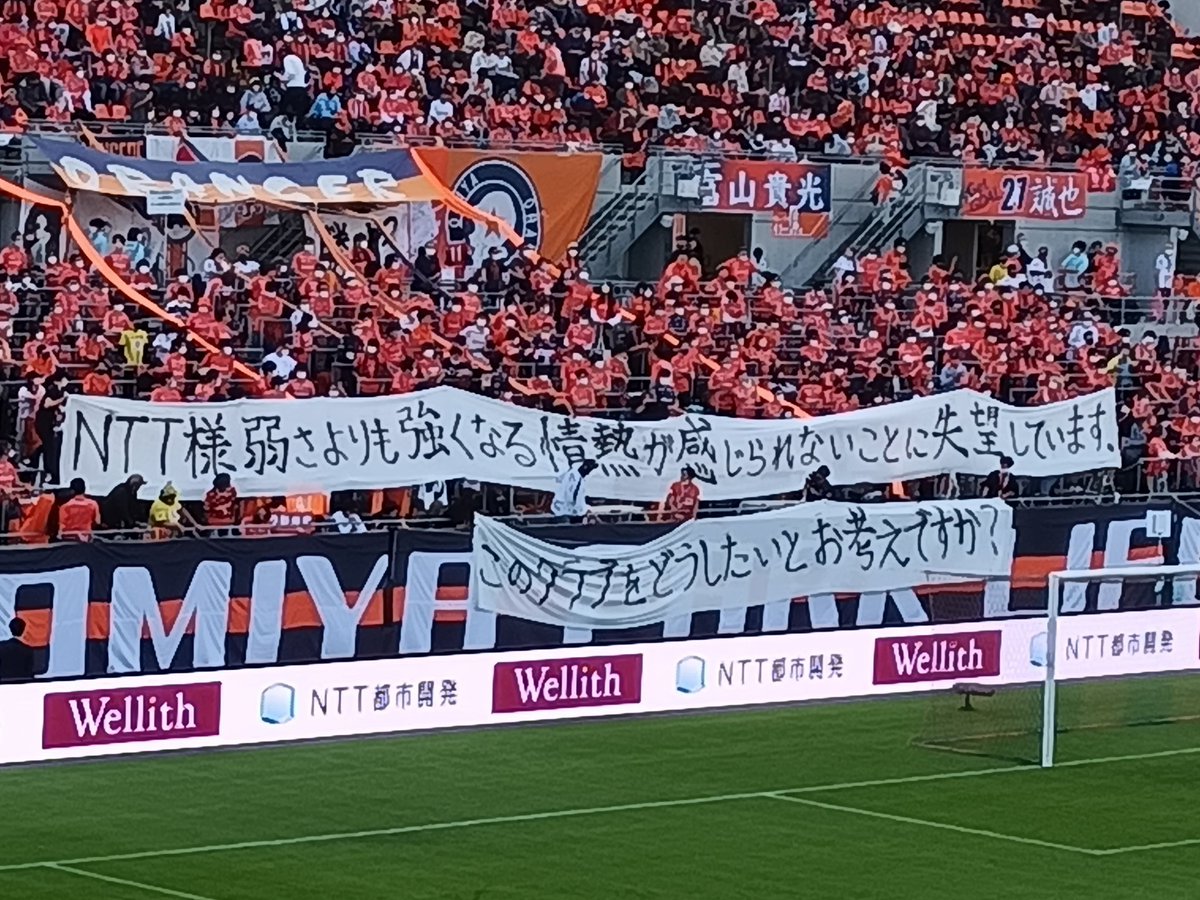 ORANGER
山貴光
27 誠也
NTT様弱さよりも強くなる情熱が感じられないことに失望しています。
このクラブをどうしたいとお考えですか?
OMIYA PARK
Wellith NTT都市開発 Wellith NTT都市開発 Wellith NTT都市開発